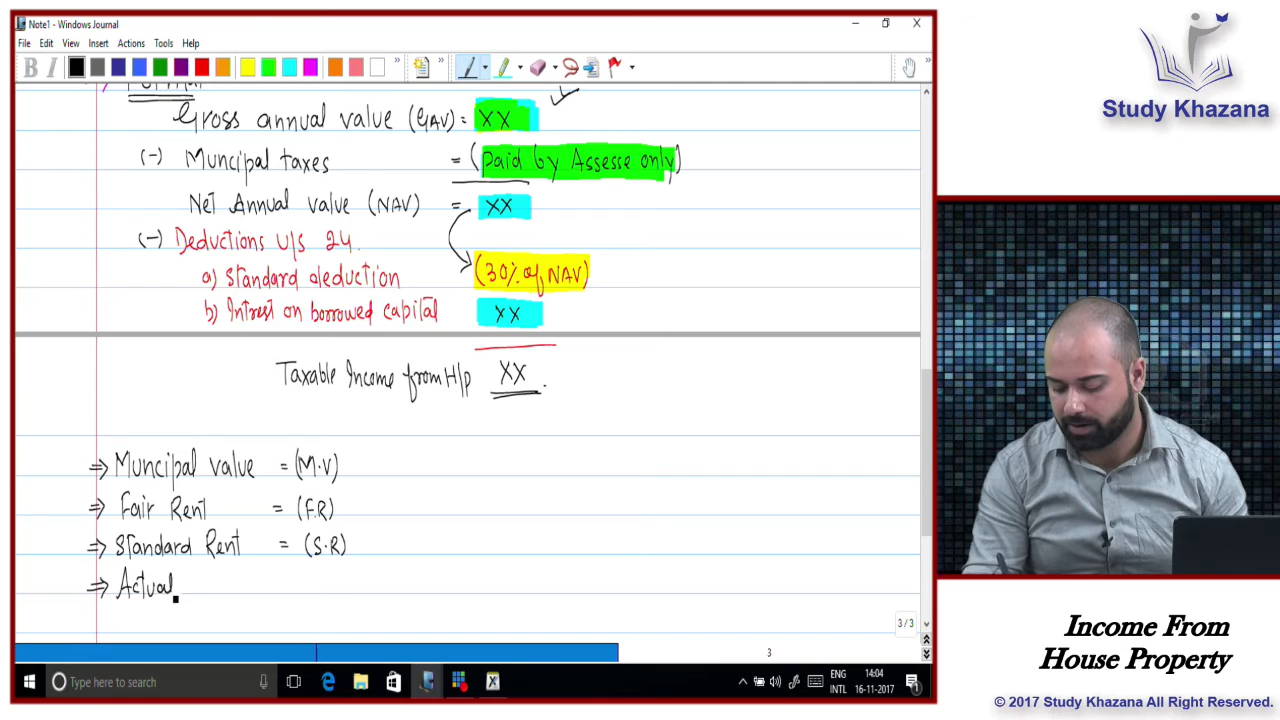 Note1 - Windows Journal
File Edit View Insert Actions Tools Help
Format
Gross annual value (GAV) = XX
(-) Muncipal taxes = (Paid by Assesse only)
Net Annual value (NAV) = XX
(-) Deductions U/s 24.
a) Standard deduction (30% of NAV)
b) Intrest on borrowed capital XX
Taxable Income from H/p XX.
⇒ Muncipal value = (M.V)
⇒ Fair Rent = (F.R)
⇒ Standard Rent = (S.R)
⇒ Actual
3/3
3
Type here to search
ENG
INTL
14:04
16-11-2017
1
Study Khazana
Income From
House Property
© 2017 Study Khazana All Right Reserved.